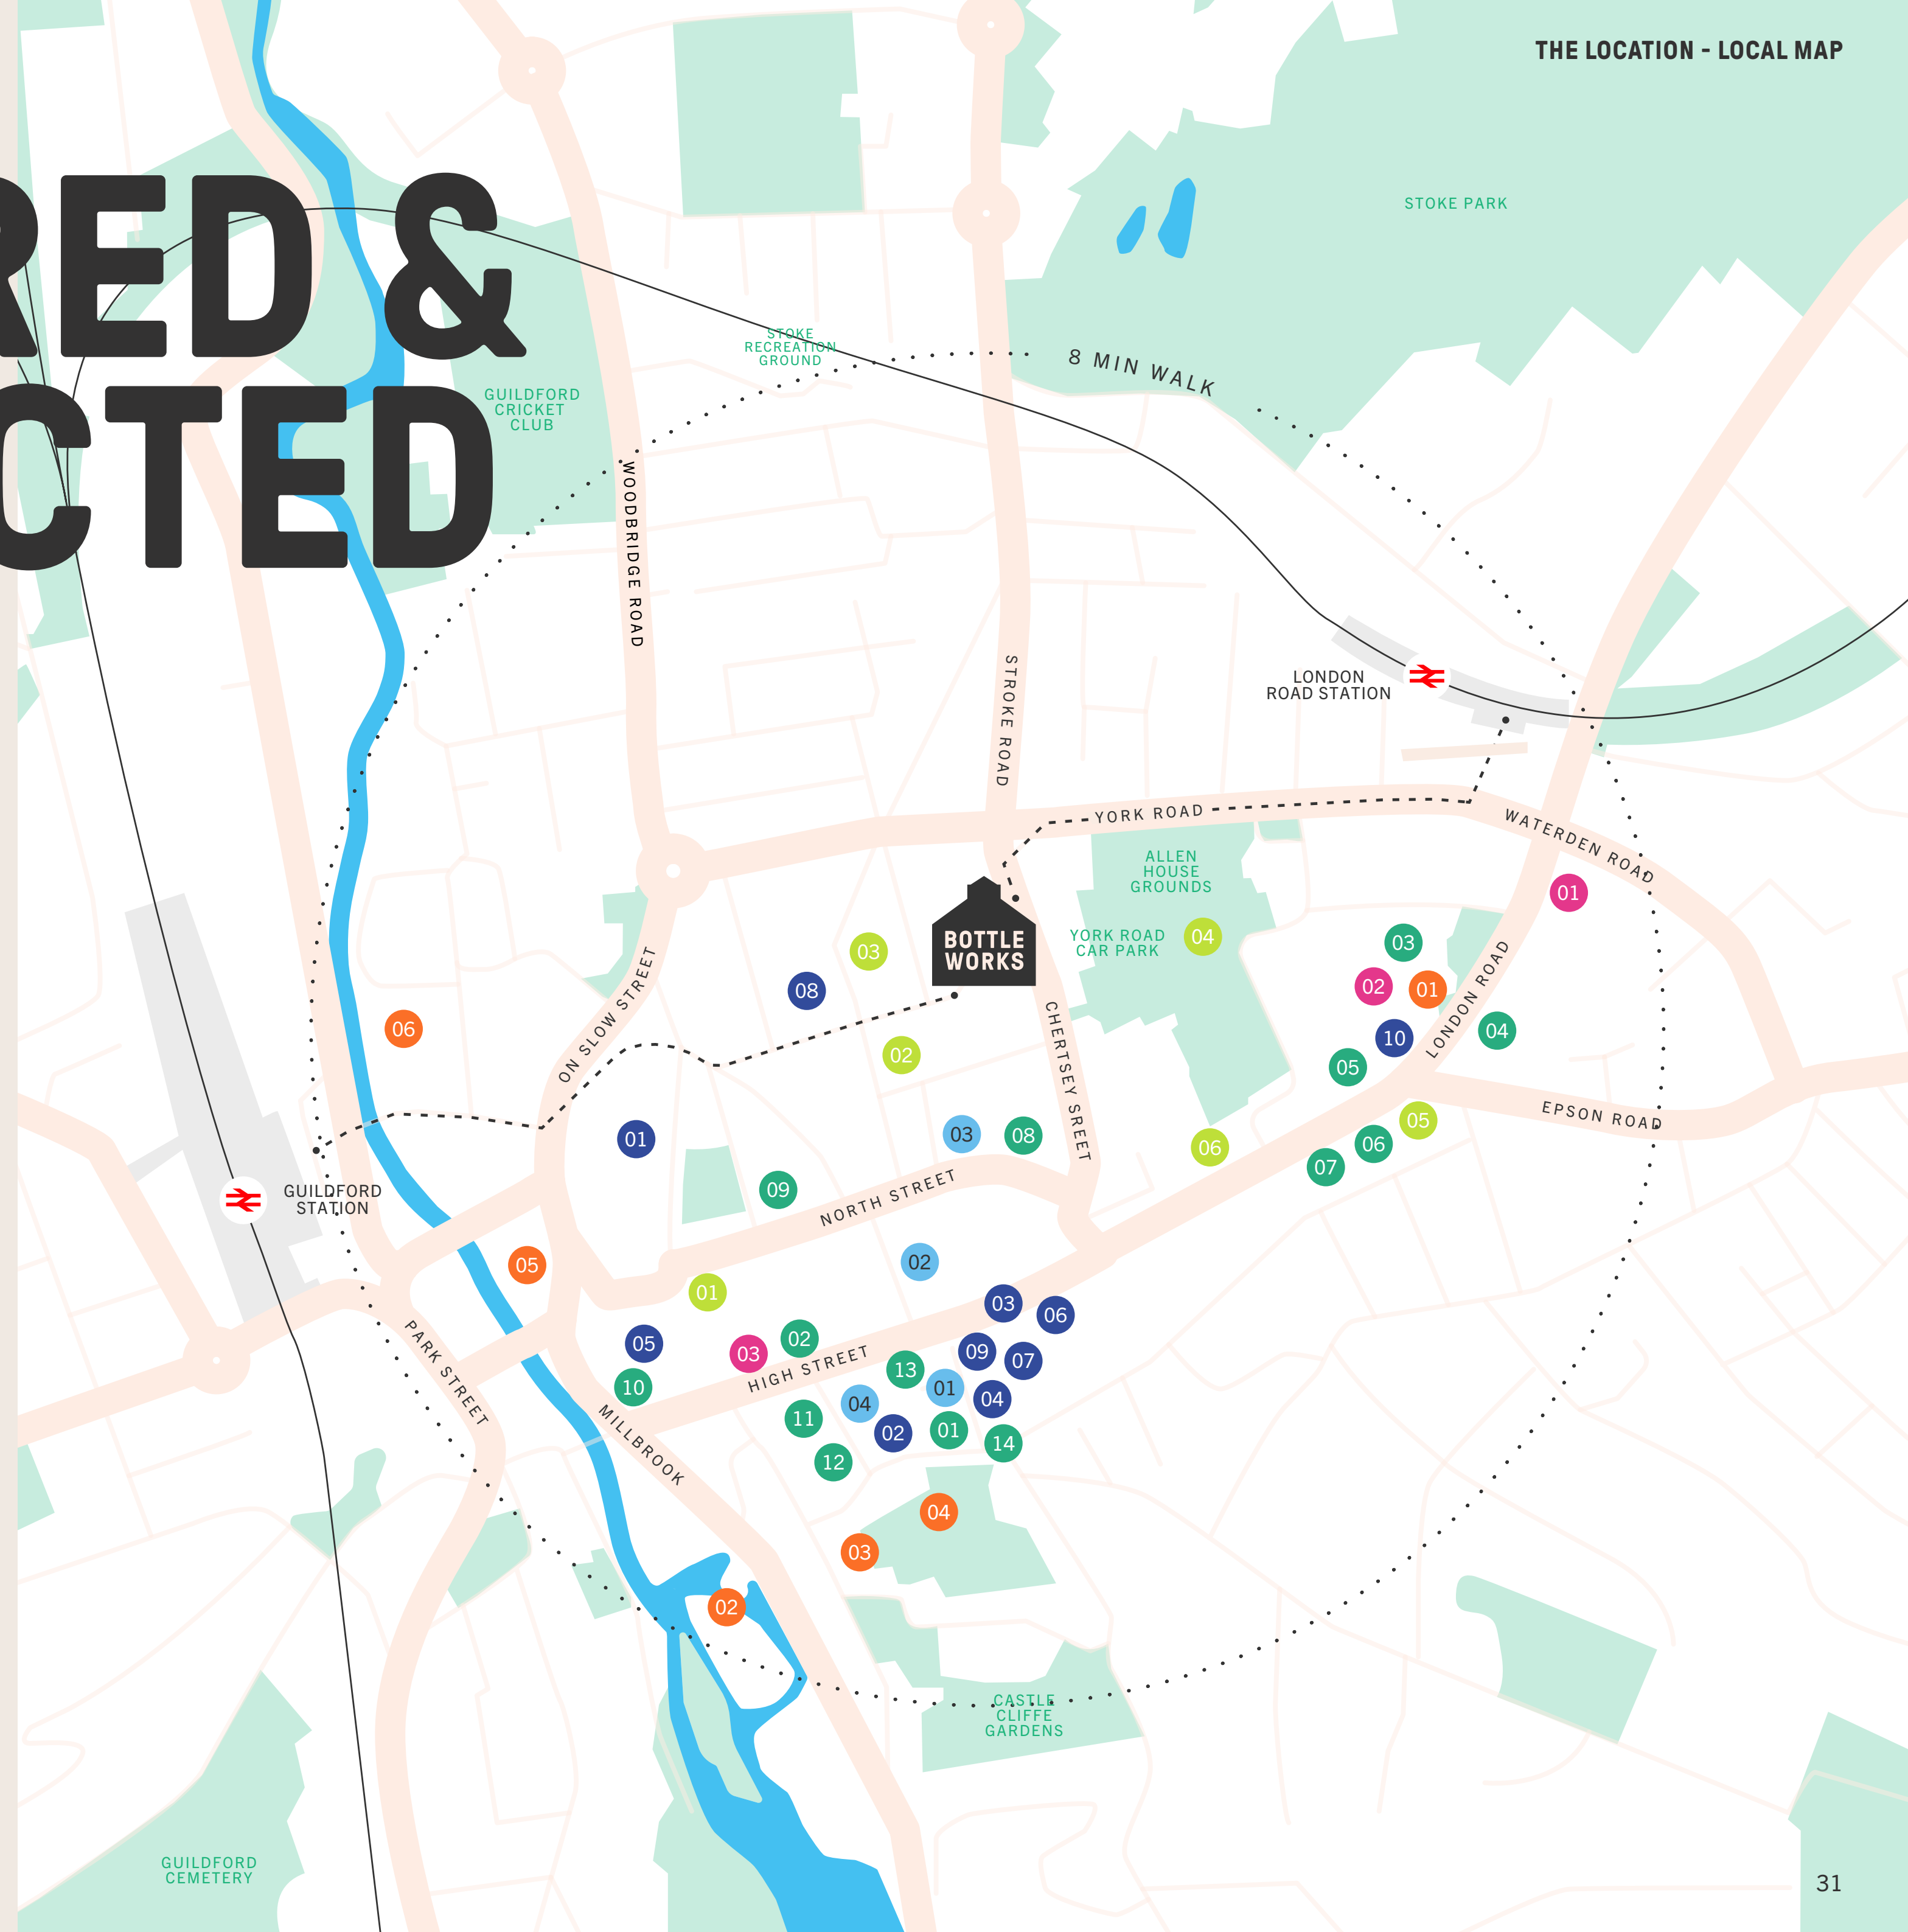 THE LOCATION - LOCAL MAP
RED &
CTED
STOKE PARK
STOKE
RECREATION
GROUND
8 MIN WALK
GUILDFORD
CRICKET
CLUB
WOODBRIDGE ROAD
STROKE ROAD
LONDON
ROAD STATION
YORK ROAD
WATERDEN ROAD
ALLEN
HOUSE
GROUNDS
01
BOTTLE
WORKS
YORK ROAD
CAR PARK
04
03
03
08
02
01
ON SLOW STREET
LONDON ROAD
06
10
04
02
05
CHERTSEY SREET
EPSON ROAD
05
01
03
08
06
06
07
GUILDFORD
STATION
09
NORTH STREET
05
02
01
03
06
PARK STREET
05
03
02
HIGH STREET
09
07
13
10
01
04
04
11
02
01
14
MILLBROOK
12
04
03
02
CASTLE
CLIFFE
GARDENS
GUILDFORD
CEMETERY
31